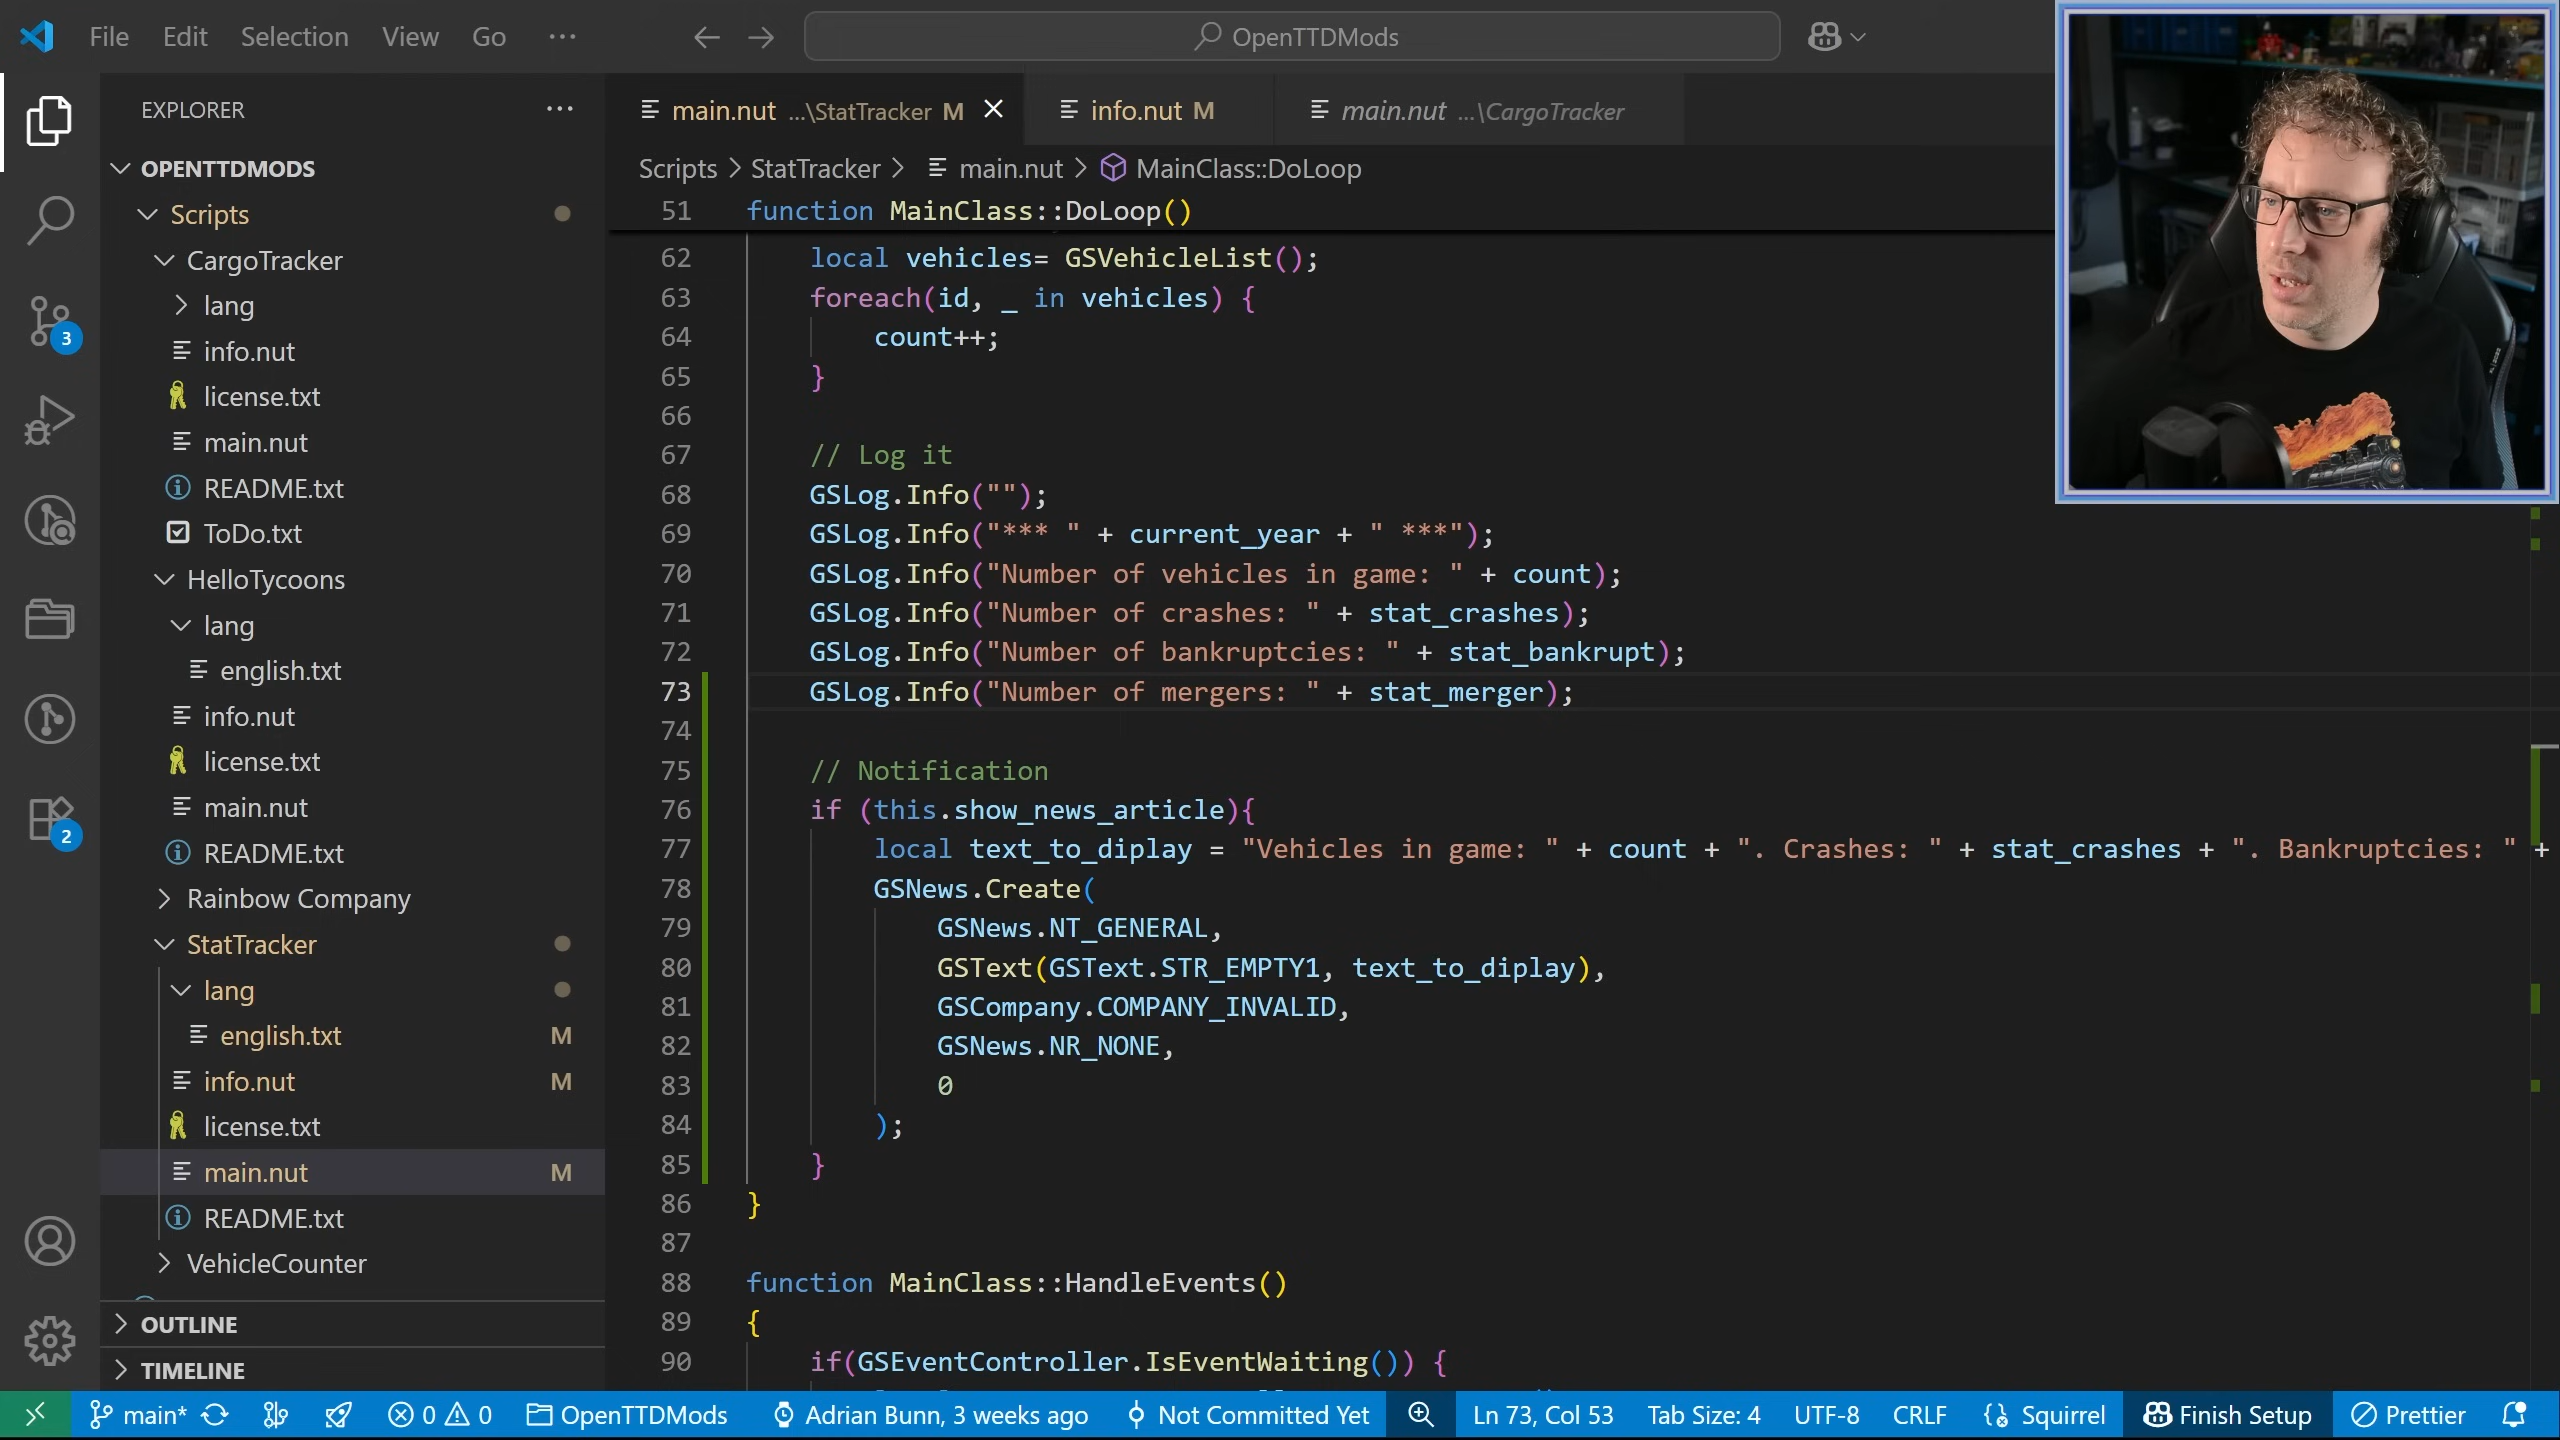 File Edit Selection View Go ···
OpenTTDMods
EXPLORER ···
OPENTTDMODS
Scripts
CargoTracker
lang
info.nut
license.txt
main.nut
README.txt
ToDo.txt
HelloTycoons
lang
english.txt
info.nut
license.txt
main.nut
README.txt
Rainbow Company
StatTracker
lang
english.txt M
info.nut M
license.txt
main.nut M
README.txt
VehicleCounter
OUTLINE
TIMELINE
3
2
main.nut ...\StatTracker M
info.nut M
main.nut ...\CargoTracker
Scripts > StatTracker > main.nut > MainClass::DoLoop
51 function MainClass::DoLoop()
62 local vehicles= GSVehicleList();
63 foreach(id, _ in vehicles) {
64 count++;
65 }
66
67 // Log it
68 GSLog.Info("");
69 GSLog.Info("*** " + current_year + " ***");
70 GSLog.Info("Number of vehicles in game: " + count);
71 GSLog.Info("Number of crashes: " + stat_crashes);
72 GSLog.Info("Number of bankruptcies: " + stat_bankrupt);
73 GSLog.Info("Number of mergers: " + stat_merger);
74
75 // Notification
76 if (this.show_news_article){
77 local text_to_diplay = "Vehicles in game: " + count + ". Crashes: " + stat_crashes + ". Bankruptcies: " +
78 GSNews.Create(
79 GSNews.NT_GENERAL,
80 GSText(GSText.STR_EMPTY1, text_to_diplay),
81 GSCompany.COMPANY_INVALID,
82 GSNews.NR_NONE,
83 0
84 );
85 }
86 }
87
88 function MainClass::HandleEvents()
89 {
90 if(GSEventController.IsEventWaiting()) {
main* 0 0 OpenTTDMods Adrian Bunn, 3 weeks ago Not Committed Yet Ln 73, Col 53 Tab Size: 4 UTF-8 CRLF Squirrel Finish Setup Prettier